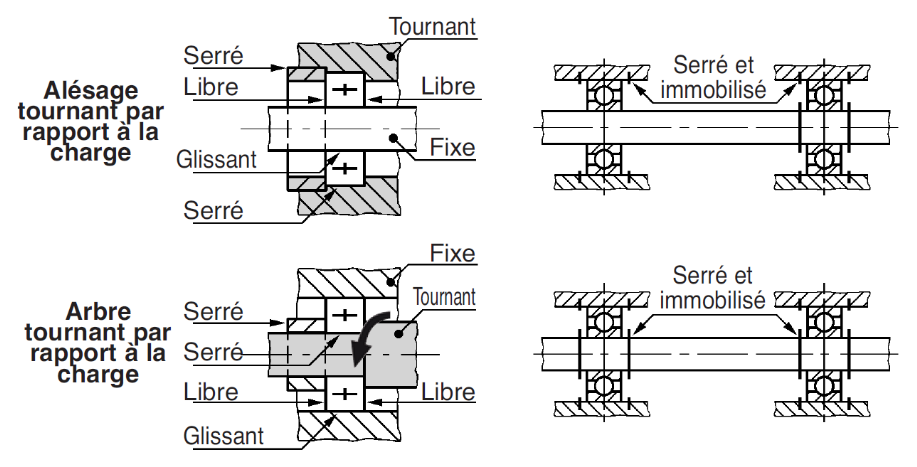 Alésage
tournant par
rapport à la
charge
Serré
Libre
Glissant
Serré
Tournant
Libre
Fixe
Serré et
immobilisé
Arbre
tournant par
rapport à la
charge
Serré
Serré
Libre
Glissant
Fixe
Tournant
Libre
Serré et
immobilisé